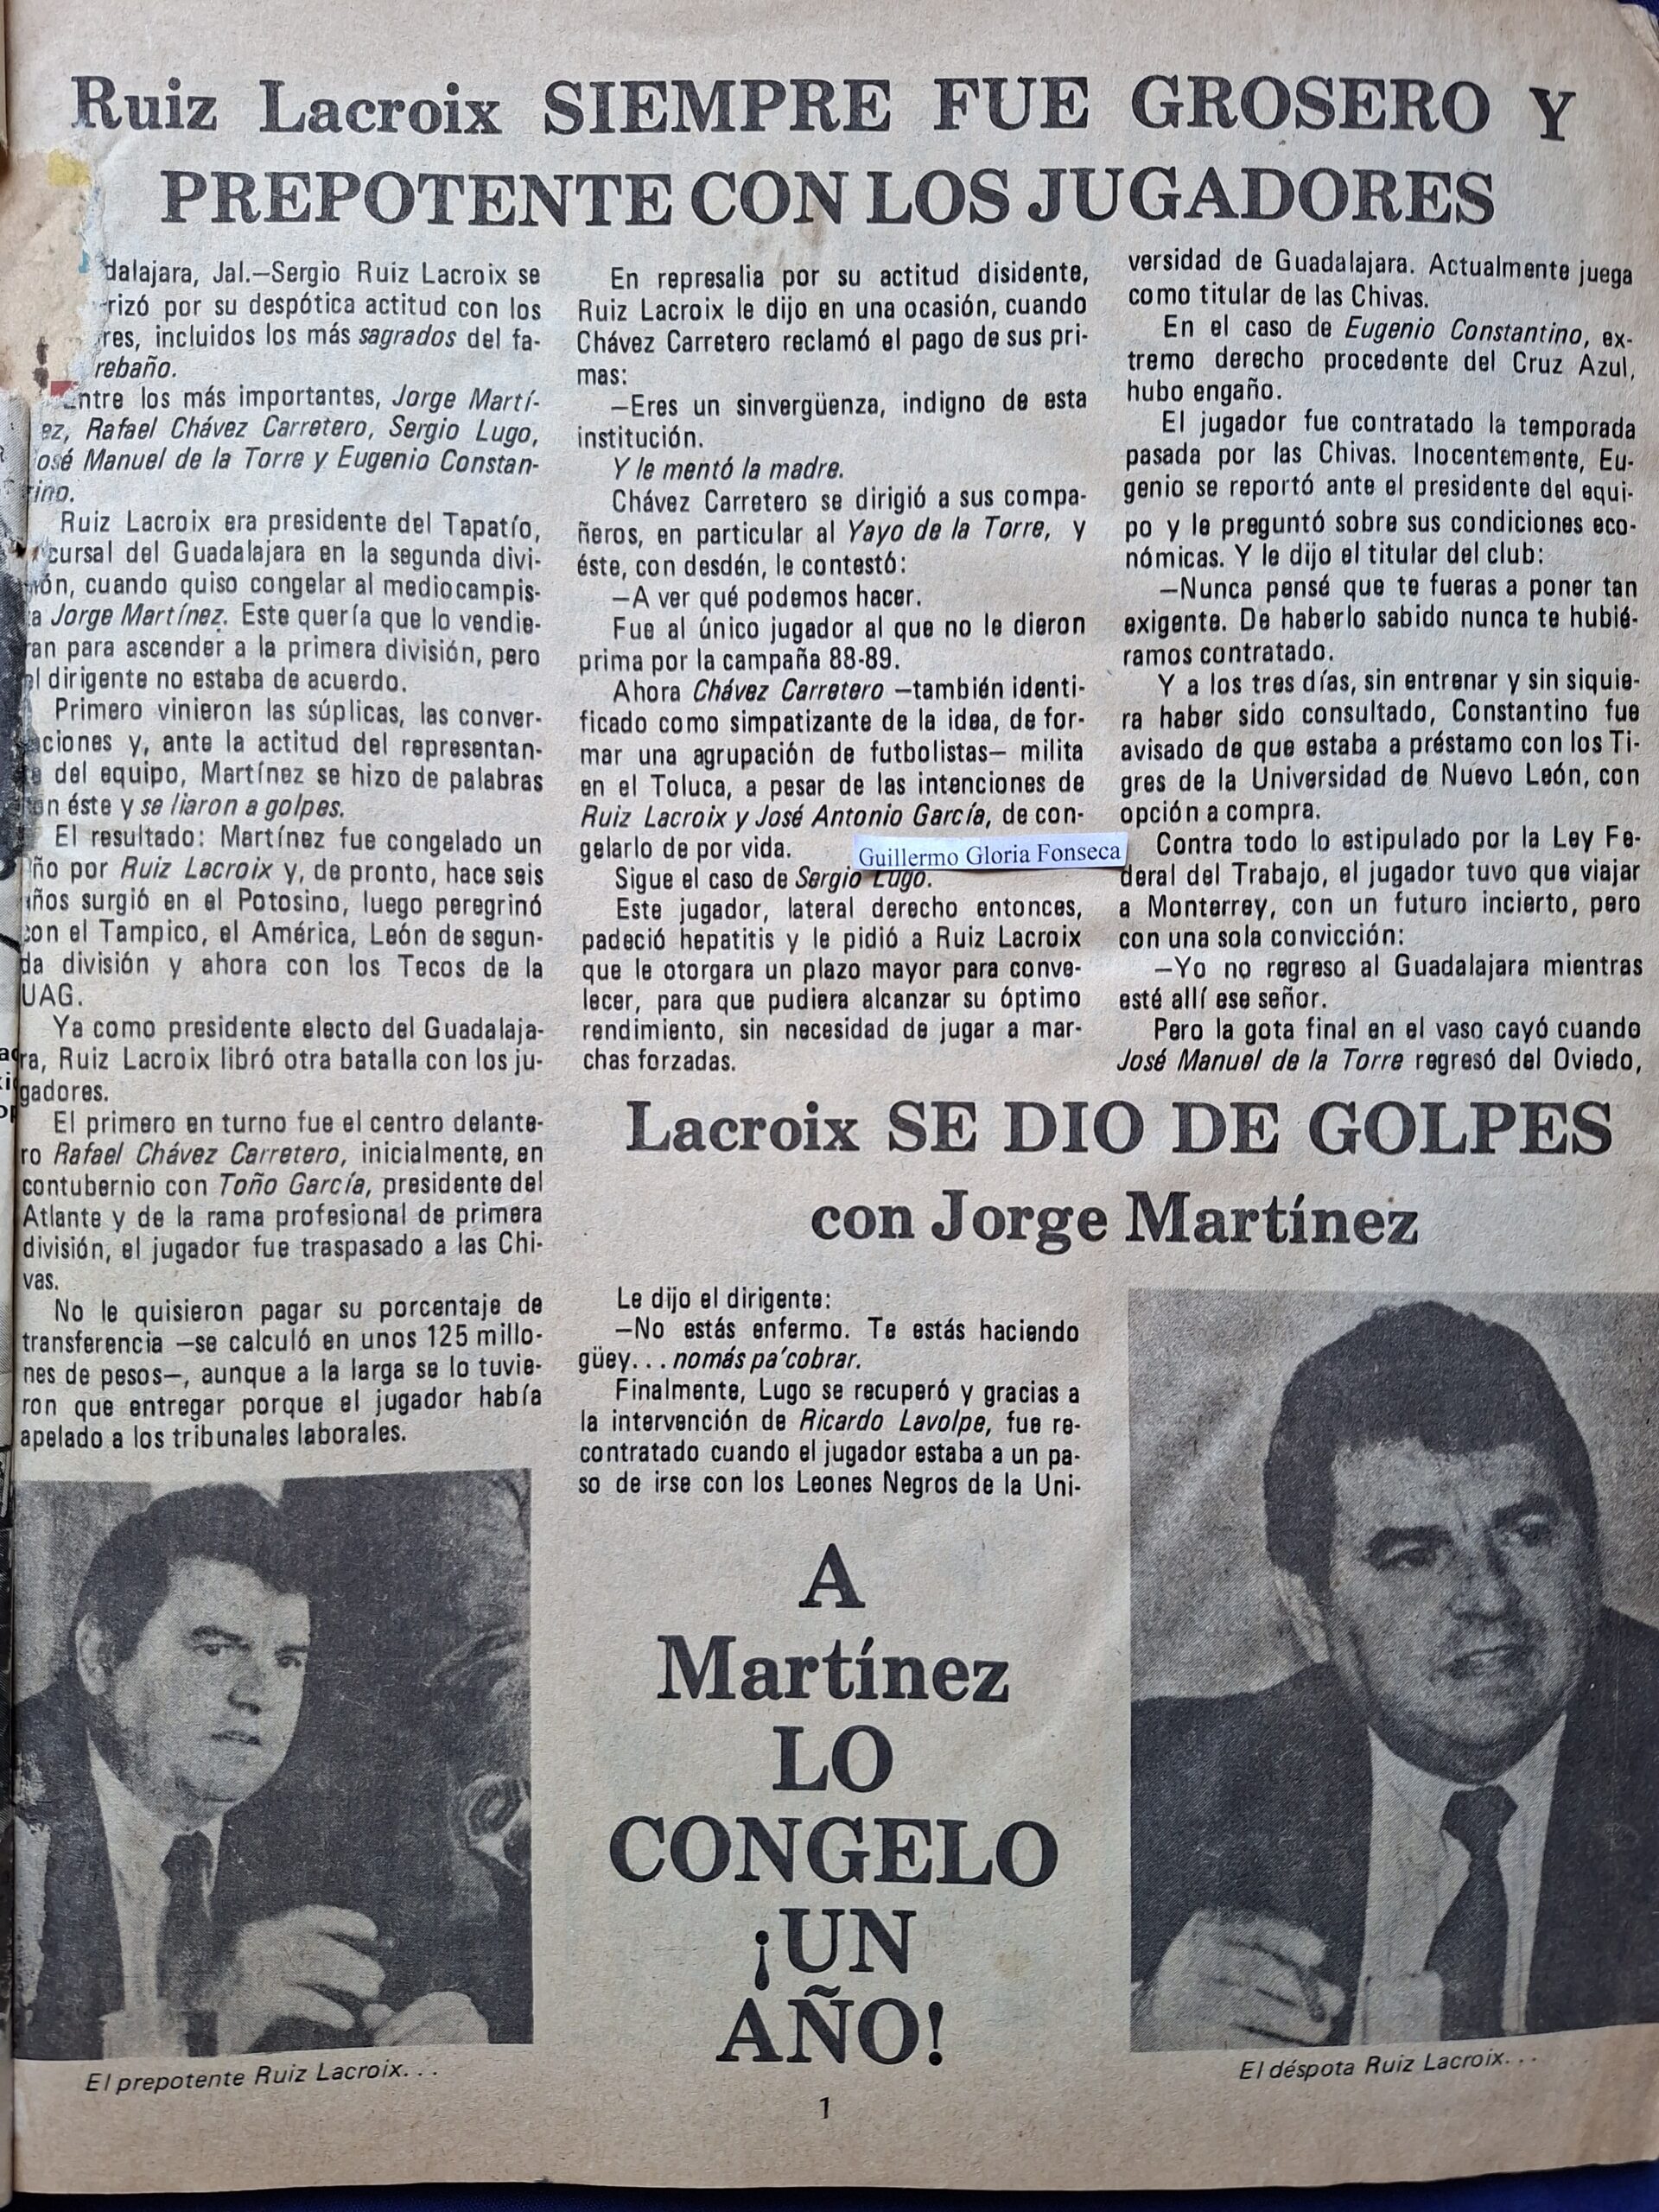 Ruiz Lacroix SIEMPRE FUE GROSERO Y
PREPOTENTE CON LOS JUGADORES
dalajara, Jal.—Sergio Ruiz Lacroix se
rizó por su despótica actitud con los
res, incluidos los más sagrados del fa-
rebaño.
Entre los más importantes, Jorge Martí-
ez, Rafael Chávez Carretero, Sergio Lugo,
osé Manuel de la Torre y Eugenio Constan-
tino.
Ruiz Lacroix era presidente del Tapatío,
cursal del Guadalajara en la segunda divi-
ión, cuando quiso congelar al mediocampis-
ta Jorge Martínez. Este quería que lo vendie-
ran para ascender a la primera división, pero
el dirigente no estaba de acuerdo.
Primero vinieron las súplicas, las conver-
aciones y, ante la actitud del representan-
te del equipo, Martínez se hizo de palabras
con éste y se liaron a golpes.
El resultado: Martínez fue congelado un
año por Ruiz Lacroix y, de pronto, hace seis
años surgió en el Potosino, luego peregrinó
con el Tampico, el América, León de segun-
da división y ahora con los Tecos de la
UAG.
Ya como presidente electo del Guadalaja-
ra, Ruiz Lacroix libró otra batalla con los ju-
gadores.
El primero en turno fue el centro delante-
ro Rafael Chávez Carretero, inicialmente, en
contubernio con Toño García, presidente del
Atlante y de la rama profesional de primera
división, el jugador fue traspasado a las Chi-
vas.
No le quisieron pagar su porcentaje de
transferencia —se calculó en unos 125 millo-
nes de pesos—, aunque a la larga se lo tuvie-
ron que entregar porque el jugador había
apelado a los tribunales laborales.
El prepotente Ruiz Lacroix. . .
En represalia por su actitud disidente,
Ruiz Lacroix le dijo en una ocasión, cuando
Chávez Carretero reclamó el pago de sus pri-
mas:
—Eres un sinvergüenza, indigno de esta
institución.
Y le mentó la madre.
Chávez Carretero se dirigió a sus compa-
ñeros, en particular al Yayo de la Torre, y
éste, con desdén, le contestó:
—A ver qué podemos hacer.
Fue al único jugador al que no le dieron
prima por la campaña 88-89.
Ahora Chávez Carretero —también identi-
ficado como simpatizante de la idea, de for-
mar una agrupación de futbolistas— milita
en el Toluca, a pesar de las intenciones de
Ruiz Lacroix y José Antonio García, de con-
gelarlo de por vida.
Guillermo Gloria Fonseca
Sigue el caso de Sergio Lugo.
Este jugador, lateral derecho entonces,
padeció hepatitis y le pidió a Ruiz Lacroix
que le otorgara un plazo mayor para conve-
lecer, para que pudiera alcanzar su óptimo
rendimiento, sin necesidad de jugar a mar-
chas forzadas.
Lacroix SE DIO DE GOLPES
con Jorge Martínez
Le dijo el dirigente:
—No estás enfermo. Te estás haciendo
güey. . . nomás pa'cobrar.
Finalmente, Lugo se recuperó y gracias a
la intervención de Ricardo Lavolpe, fue re-
contratado cuando el jugador estaba a un pa-
so de irse con los Leones Negros de la Uni-
A
Martínez
LO
CONGELO
¡UN
AÑO!
versidad de Guadalajara. Actualmente juega
como titular de las Chivas.
En el caso de Eugenio Constantino, ex-
tremo derecho procedente del Cruz Azul,
hubo engaño.
El jugador fue contratado la temporada
pasada por las Chivas. Inocentemente, Eu-
genio se reportó ante el presidente del equi-
po y le preguntó sobre sus condiciones eco-
nómicas. Y le dijo el titular del club:
—Nunca pensé que te fueras a poner tan
exigente. De haberlo sabido nunca te hubié-
ramos contratado.
Y a los tres días, sin entrenar y sin siquie-
ra haber sido consultado, Constantino fue
avisado de que estaba a préstamo con los Ti-
gres de la Universidad de Nuevo León, con
opción a compra.
Contra todo lo estipulado por la Ley Fe-
deral del Trabajo, el jugador tuvo que viajar
a Monterrey, con un futuro incierto, pero
con una sola convicción:
—Yo no regreso al Guadalajara mientras
esté allí ese señor.
Pero la gota final en el vaso cayó cuando
José Manuel de la Torre regresó del Oviedo,
El déspota Ruiz Lacroix. . .
1